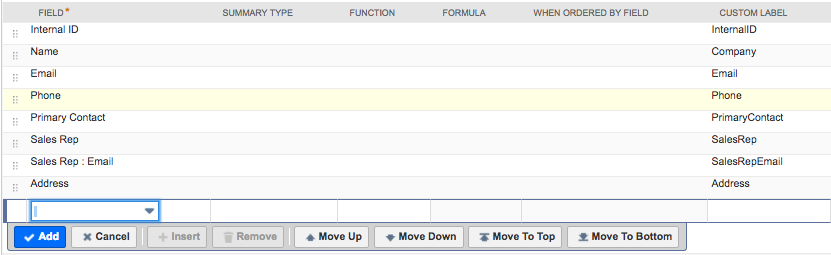 FIELD* SUMMARY TYPE FUNCTION FORMULA WHEN ORDERED BY FIELD CUSTOM LABEL
Internal ID InternalID
Name Company
Email Email
Phone Phone
Primary Contact PrimaryContact
Sales Rep SalesRep
Sales Rep : Email SalesRepEmail
Address Address
Add Cancel Insert Remove Move Up Move Down Move To Top Move To Bottom